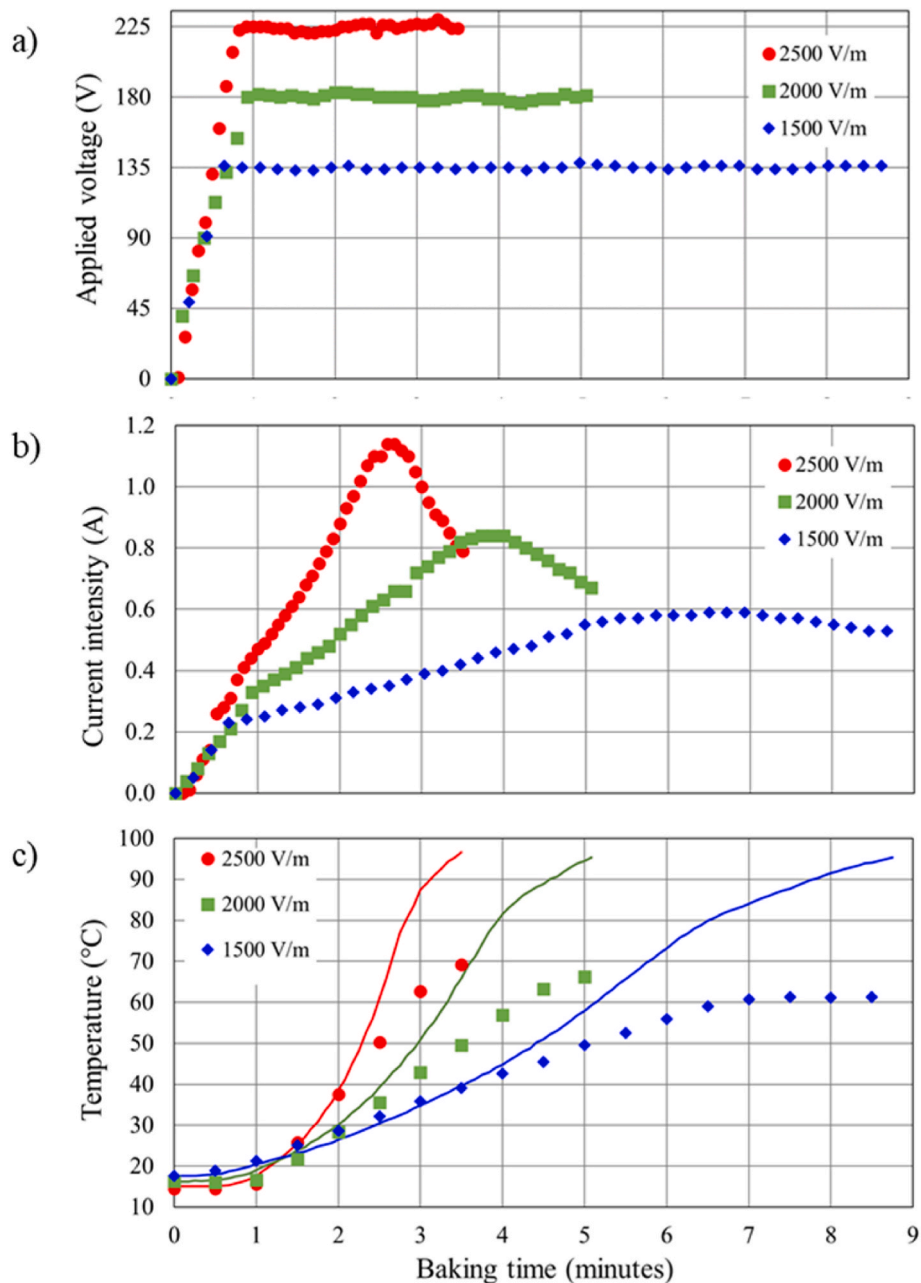 a)
Applied voltage (V)
225
180
135
90
45
0
2500 V/m
2000 V/m
1500 V/m
b)
Current intensity (A)
1.2
1.0
0.8
0.6
0.4
0.2
0.0
2500 V/m
2000 V/m
1500 V/m
c)
Temperature (°C)
100
90
80
70
60
50
40
30
20
10
2500 V/m
2000 V/m
1500 V/m
0 1 2 3 4 5 6 7 8 9
Baking time (minutes)